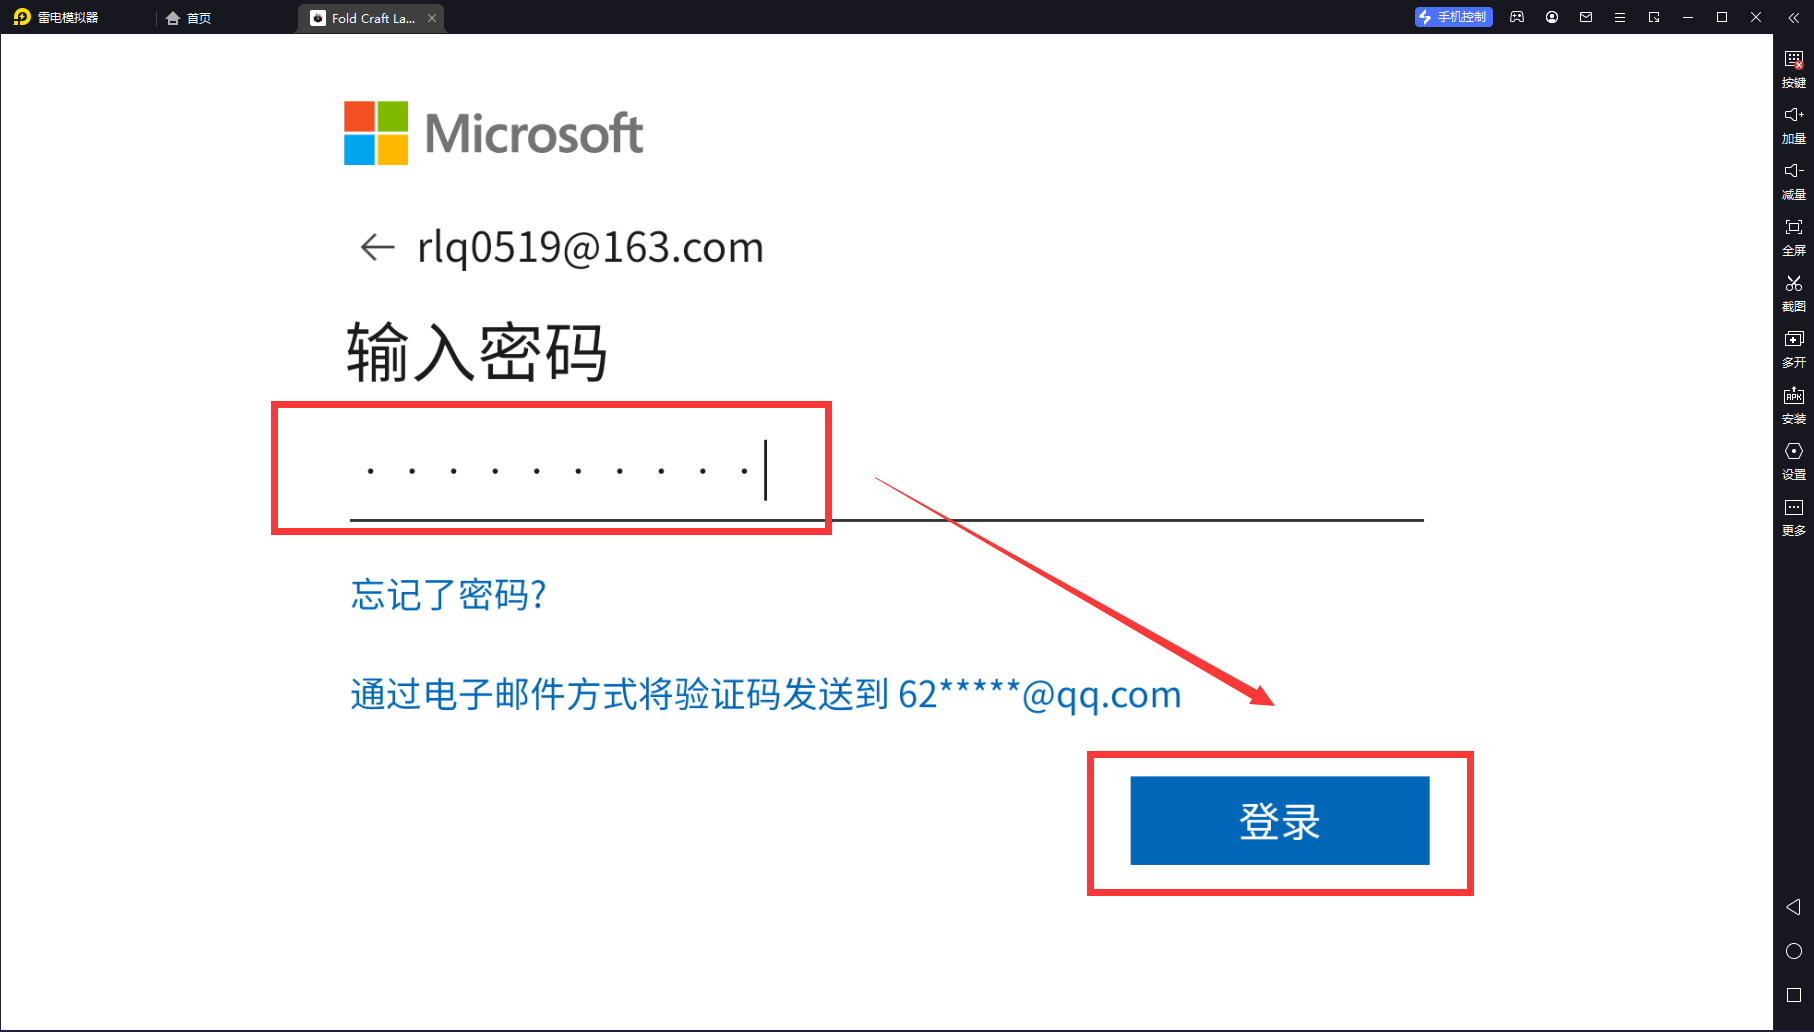 雷电模拟器
首页
Fold Craft La...
手机控制
按键
加量
减量
全屏
截图
多开
APK
安装
设置
更多
Microsoft
← rlq0519@163.com
输入密码
· · · · · · · · · ·
忘记了密码?
通过电子邮件方式将验证码发送到 62*****@qq.com
登录